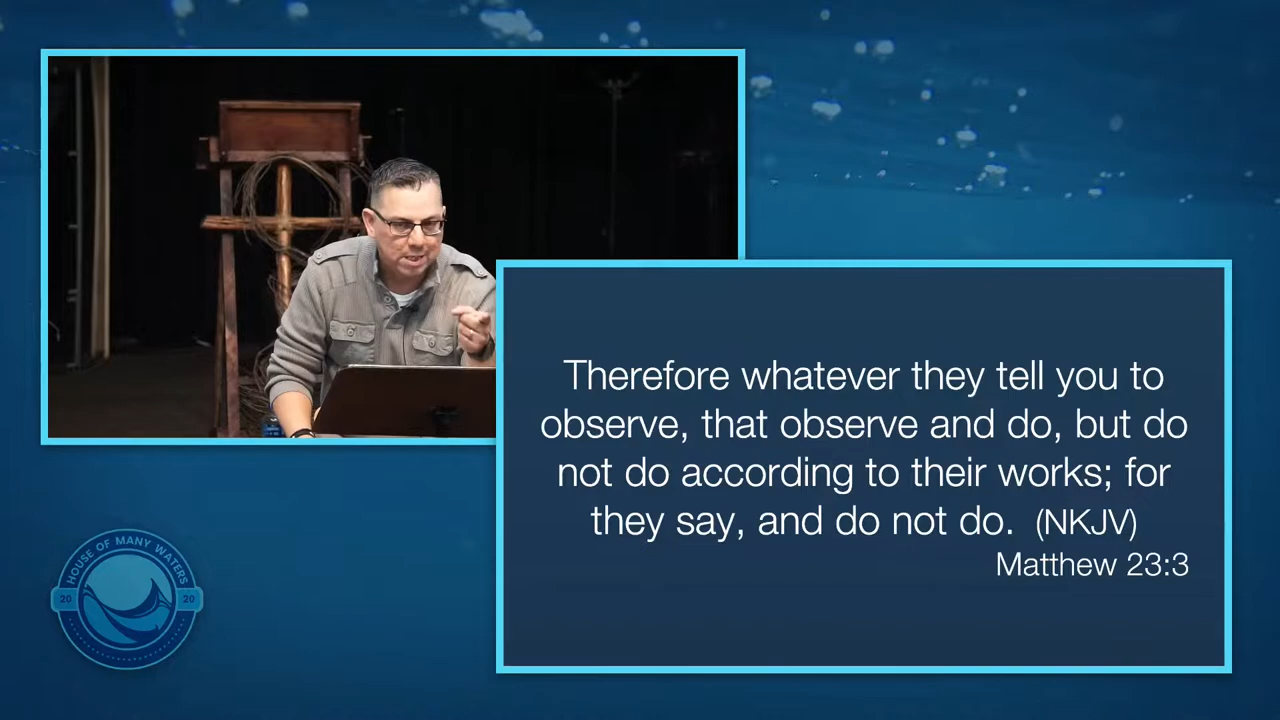 Therefore whatever they tell you to
observe, that observe and do, but do
not do according to their works; for
they say, and do not do. (NKJV)
Matthew 23:3
HOUSE OF MANY WATERS
20 20